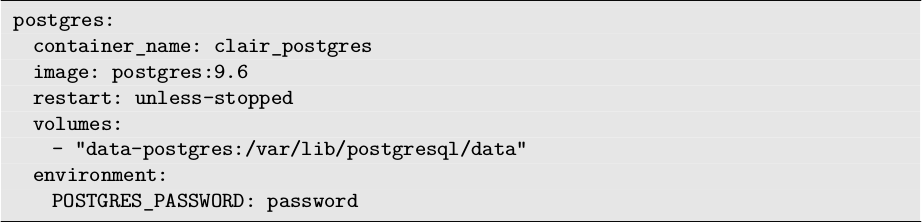 postgres:
  container_name: clair_postgres
  image: postgres:9.6
  restart: unless-stopped
  volumes:
    - "data-postgres:/var/lib/postgresql/data"
  environment:
    POSTGRES_PASSWORD: password